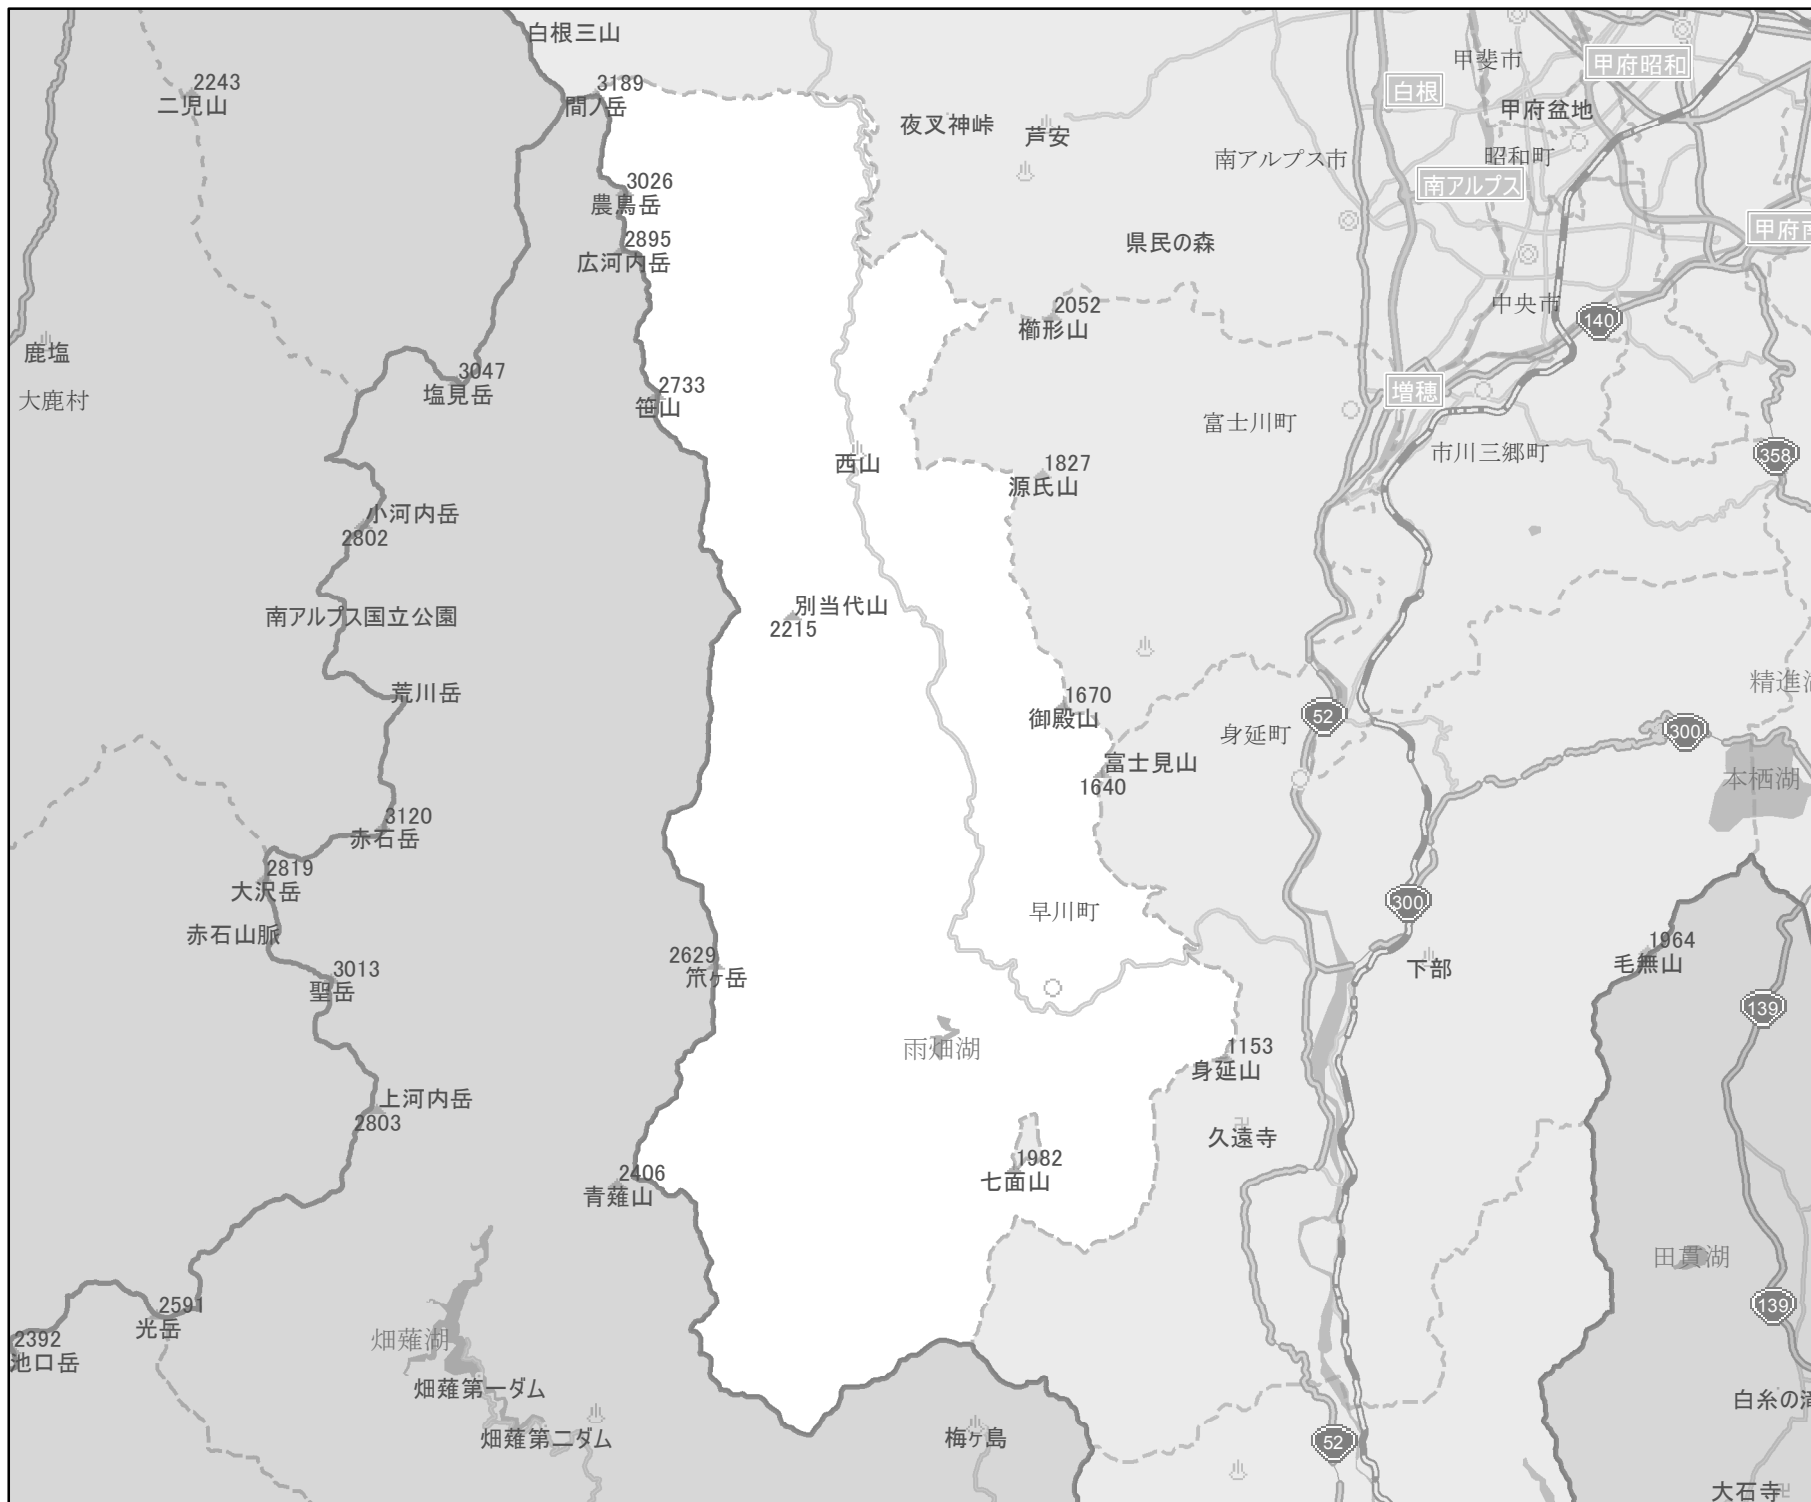 白根三山
2243
二児山
3189
間ノ岳
甲斐市
甲府昭和
白根
甲府盆地
夜叉神峠
芦安
南アルプス市
昭和町
南アルプス
3026
農鳥岳
2895
広河内岳
県民の森
甲府南
2052
櫛形山
中央市
140
鹿塩
大鹿村
3047
塩見岳
2733
笹山
増穂
富士川町
市川三郷町
358
西山
1827
源氏山
小河内岳
2802
別当代山
2215
南アルプス国立公園
荒川岳
1670
御殿山
52
身延町
300
精進湖
富士見山
1640
本栖湖
3120
赤石岳
2819
大沢岳
赤石山脈
早川町
300
2629
笊ヶ岳
3013
聖岳
下部
1964
毛無山
139
雨畑湖
1153
身延山
上河内岳
2803
久遠寺
1982
七面山
2406
青薙山
田貫湖
2591
光岳
2392
池口岳
畑薙湖
139
畑薙第一ダム
畑薙第二ダム
梅ヶ島
52
白糸の滝
大石寺